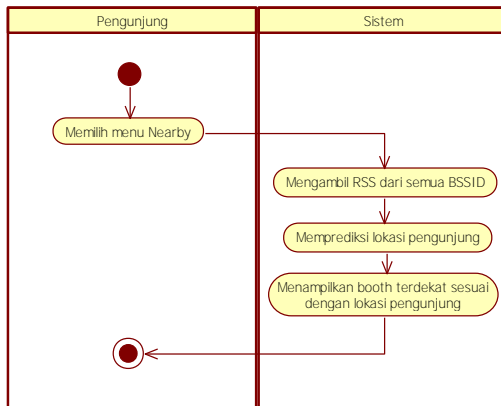 Pengunjung
Sistem
Memilih menu Nearby
Mengambil RSS dari semua BSSID
Memprediksi lokasi pengunjung
Menampilkan booth terdekat sesuai
dengan lokasi pengunjung